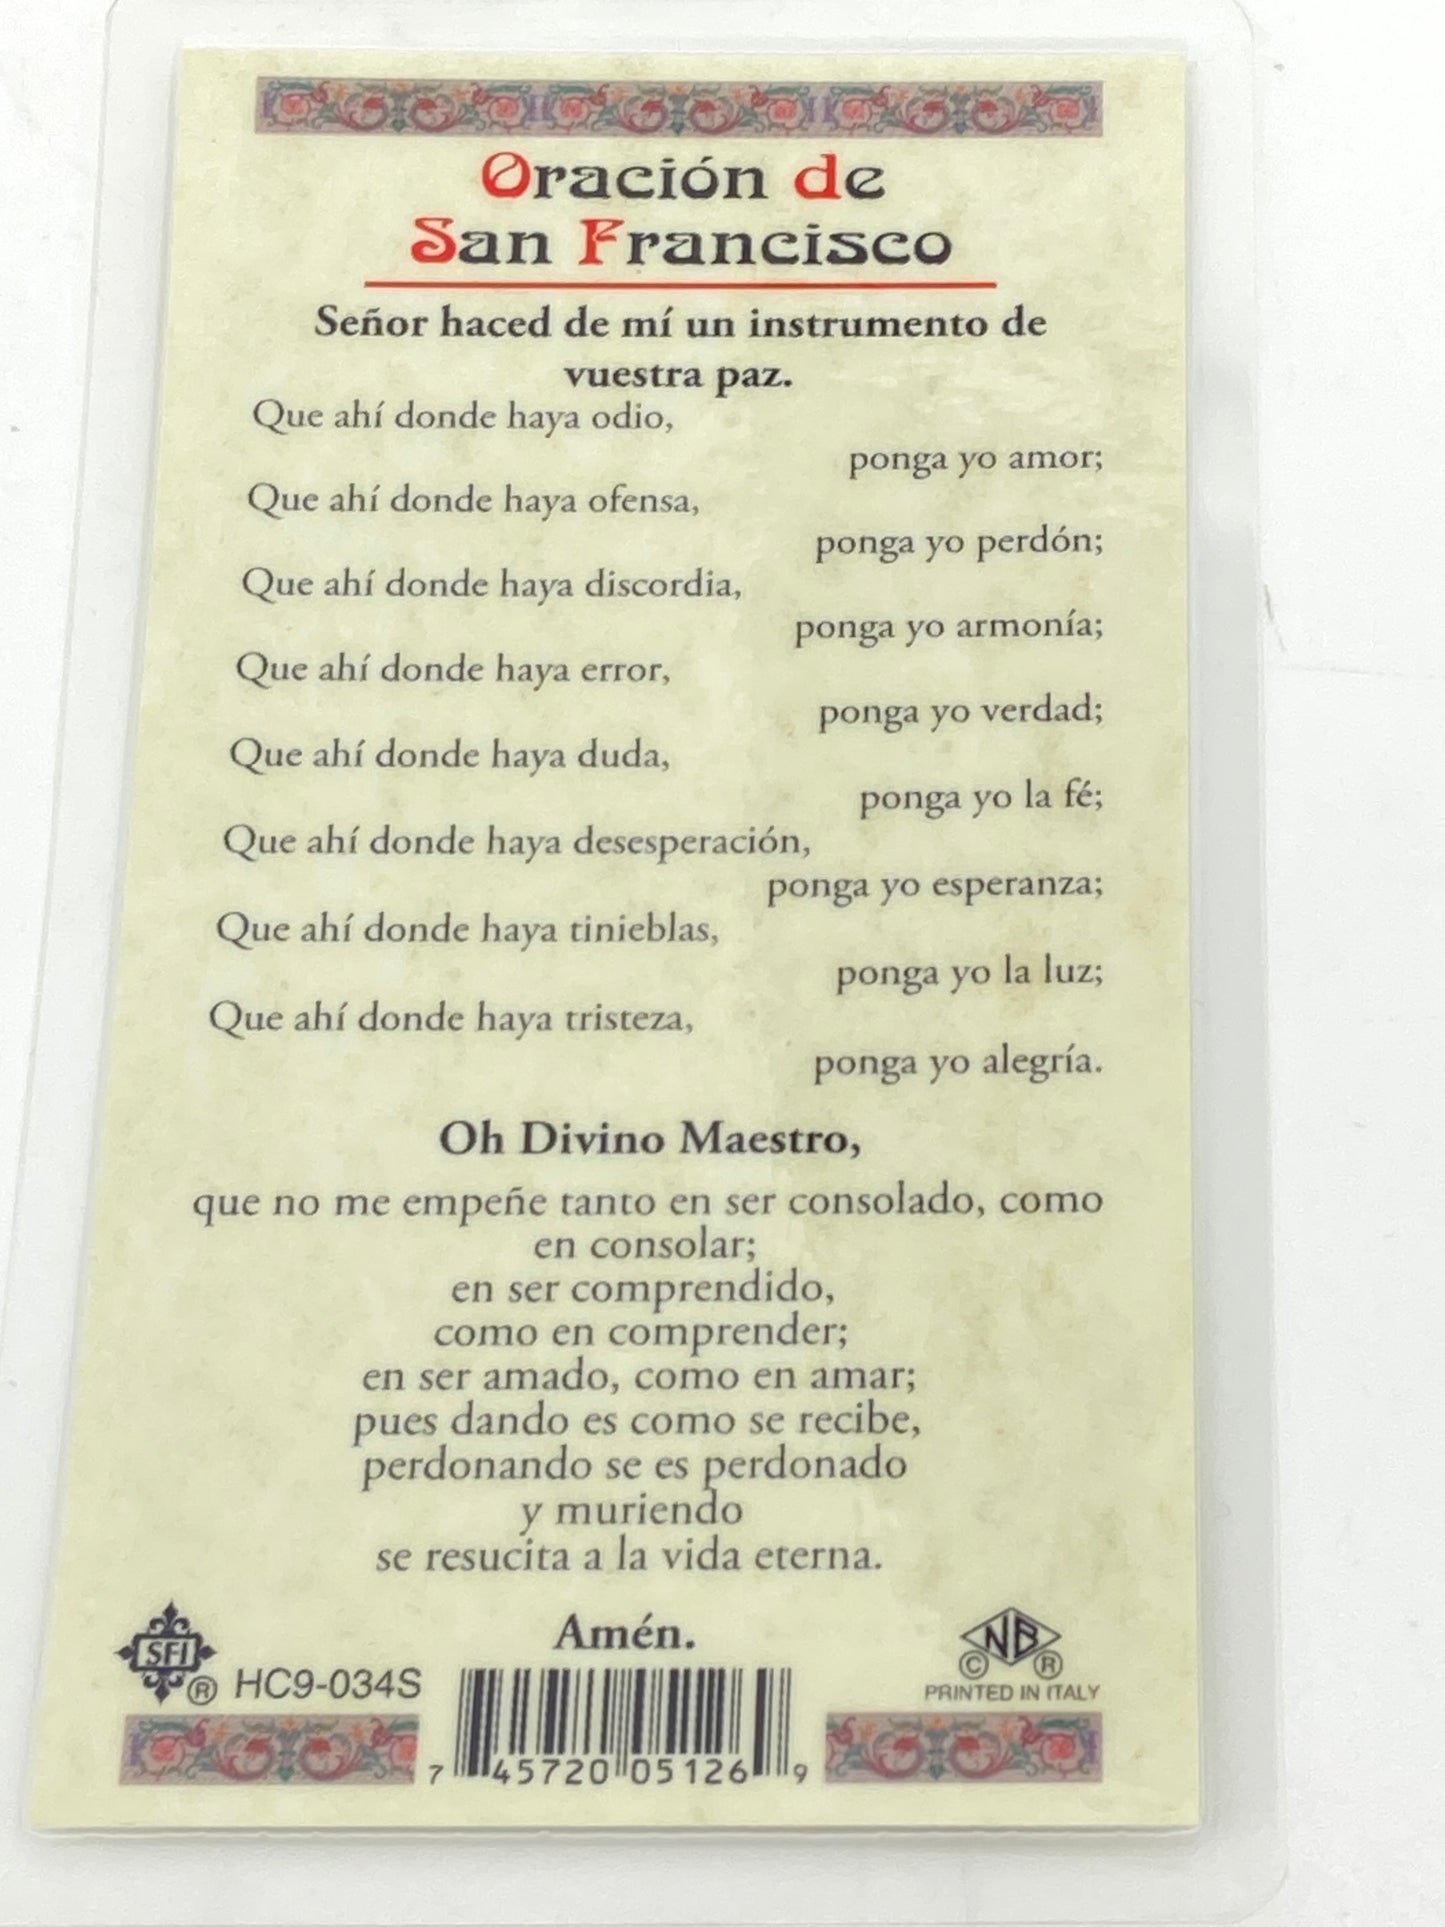 Oración de
San Francisco
Señor haced de mí un instrumento de
vuestra paz.
Que ahí donde haya odio,
ponga yo amor;
Que ahí donde haya ofensa,
ponga yo perdón;
Que ahí donde haya discordia,
ponga yo armonía;
Que ahí donde haya error,
ponga yo verdad;
Que ahí donde haya duda,
ponga yo la fé;
Que ahí donde haya desesperación,
ponga yo esperanza;
Que ahí donde haya tinieblas,
ponga yo la luz;
Que ahí donde haya tristeza,
ponga yo alegría.
Oh Divino Maestro,
que no me empeñe tanto en ser consolado, como
en consolar;
en ser comprendido,
como en comprender;
en ser amado, como en amar;
pues dando es como se recibe,
perdonando se es perdonado
y muriendo
se resucita a la vida eterna.
Amén.
SFI ® HC9-034S
NB
© ®
PRINTED IN ITALY
7 45720 05126 9